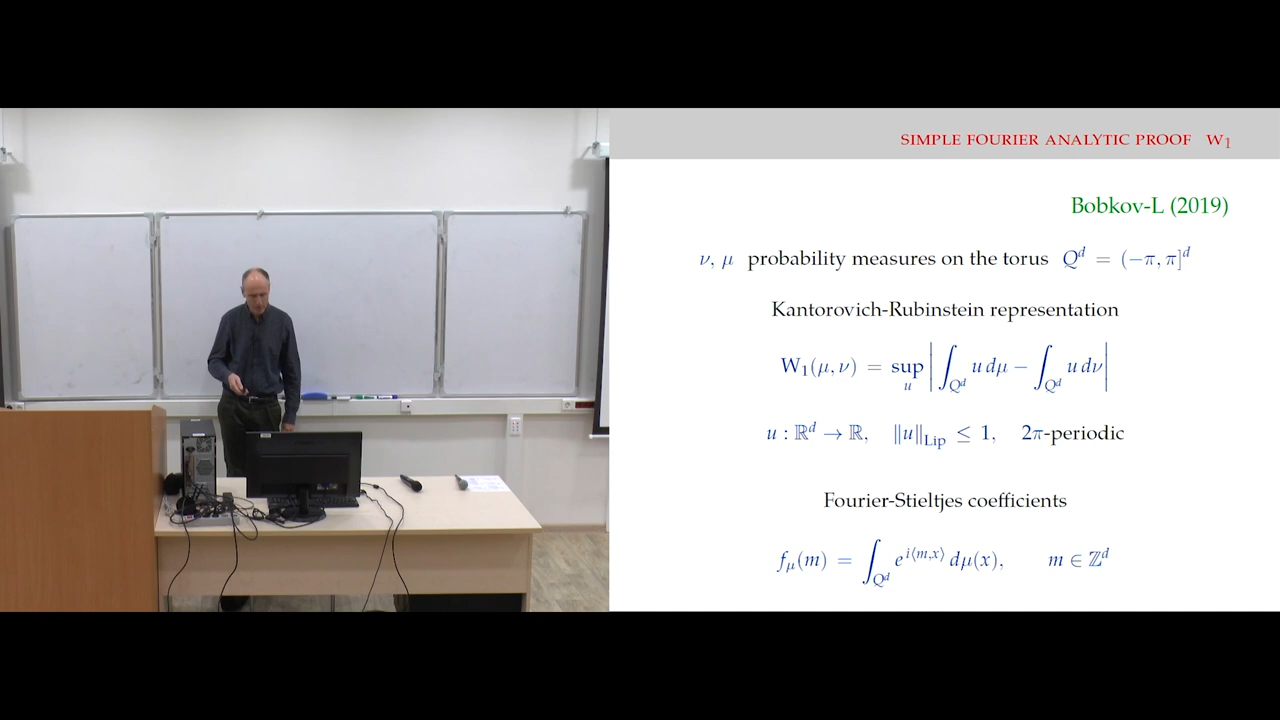 SIMPLE FOURIER ANALYTIC PROOF W₁
Bobkov-L (2019)
ν, μ probability measures on the torus Q^d = (−π, π]^d
Kantorovich-Rubinstein representation
W₁(μ, ν) = sup_u | ∫_{Q^d} u dμ − ∫_{Q^d} u dν |
u : ℝ^d → ℝ, ‖u‖_Lip ≤ 1, 2π-periodic
Fourier-Stieltjes coefficients
f_μ(m) = ∫_{Q^d} e^{i⟨m,x⟩} dμ(x), m ∈ ℤ^d